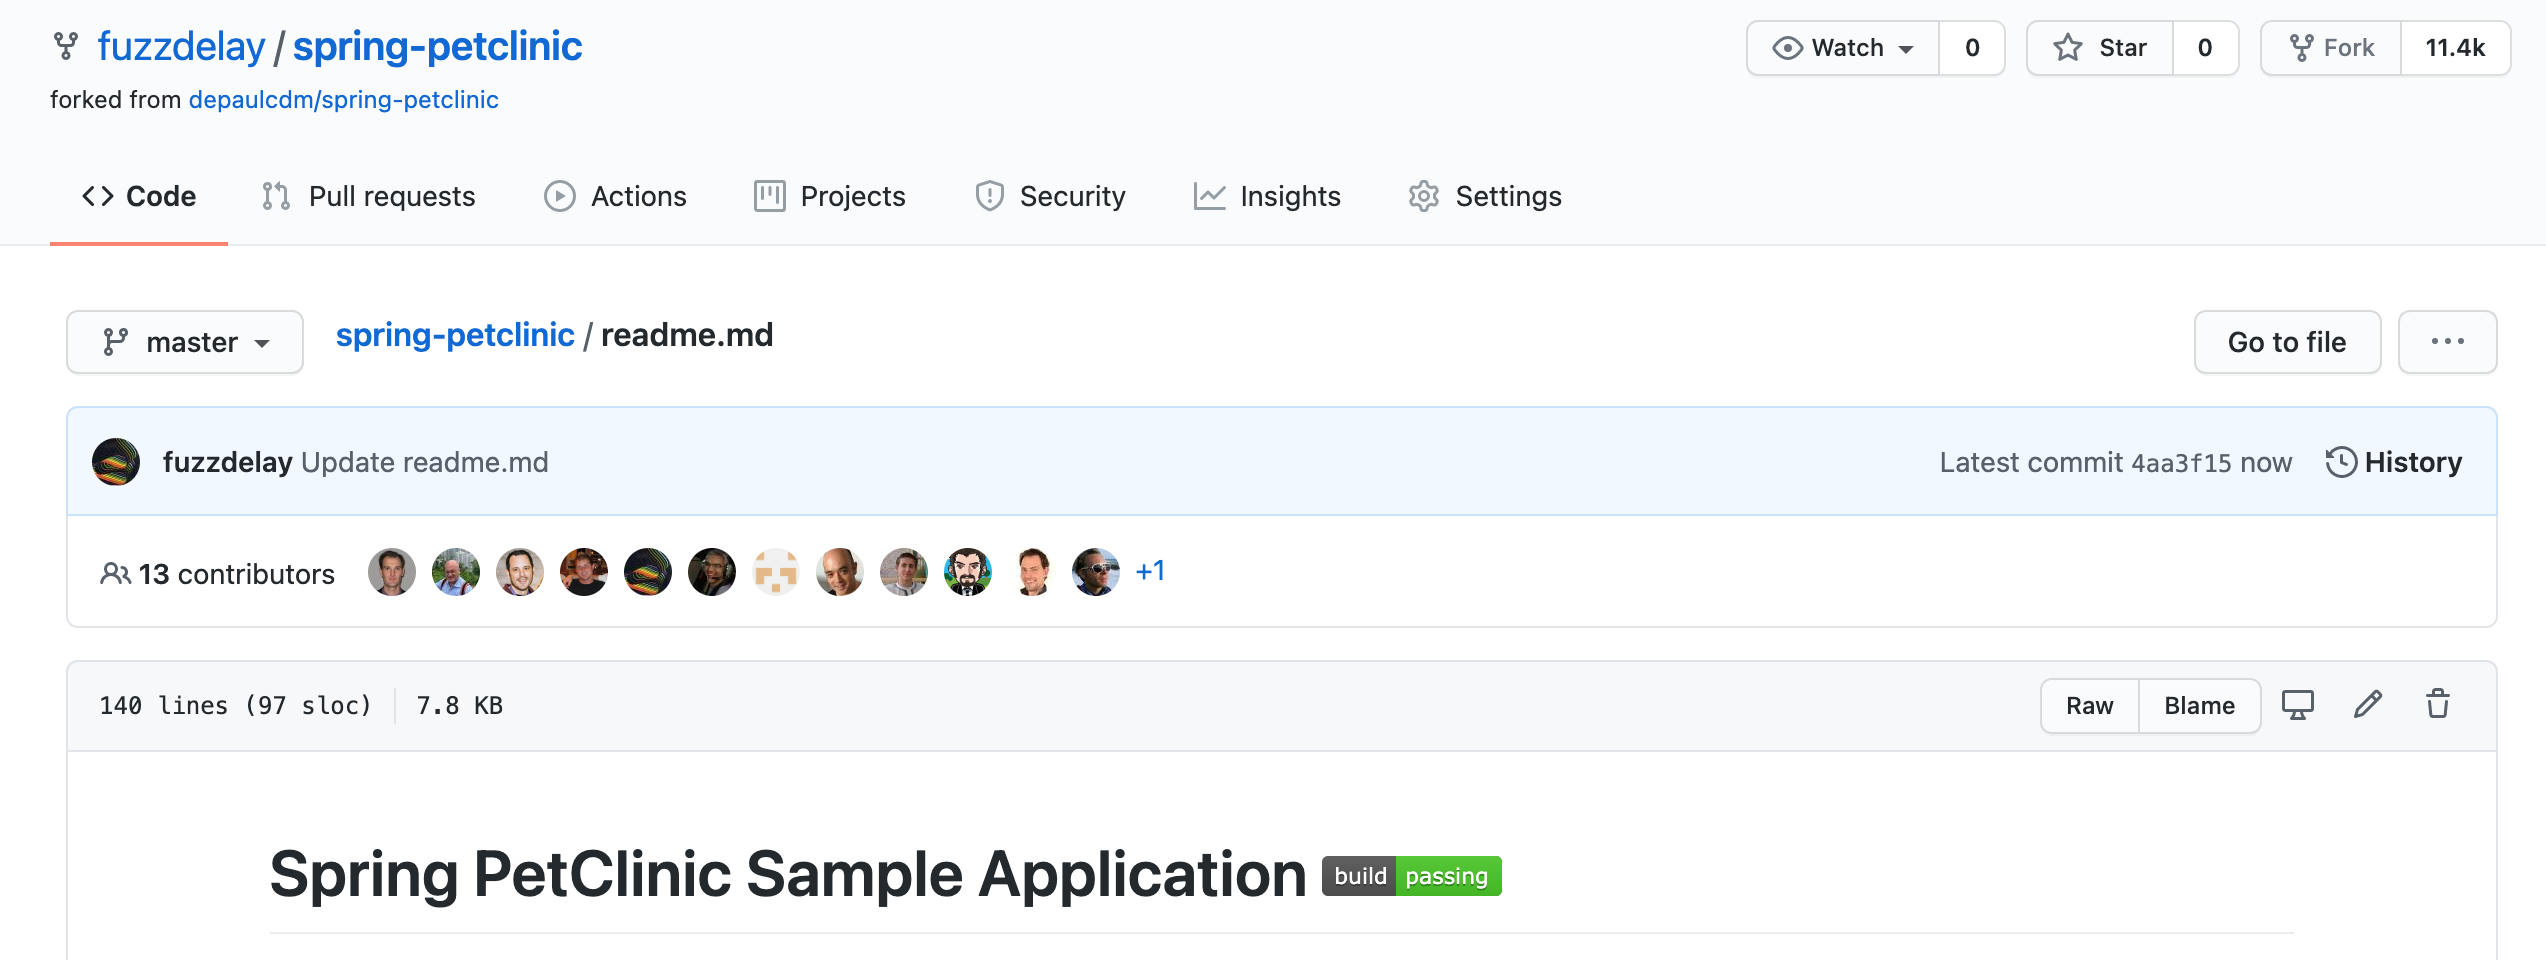 fuzzdelay / spring-petclinic
Watch 0 Star 0 Fork 11.4k
forked from depaulcdm/spring-petclinic
Code Pull requests Actions Projects Security Insights Settings
master spring-petclinic / readme.md Go to file ...
fuzzdelay Update readme.md Latest commit 4aa3f15 now History
13 contributors +1
140 lines (97 sloc) 7.8 KB Raw Blame
Spring PetClinic Sample Application build passing